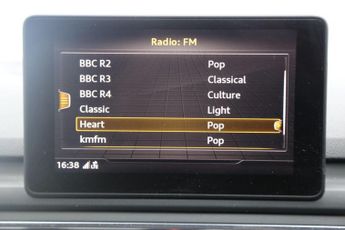 Radio: FM
BBC R2 Pop
BBC R3 Classical
BBC R4 Culture
Classic Light
Heart Pop
kmfm Pop
16:38